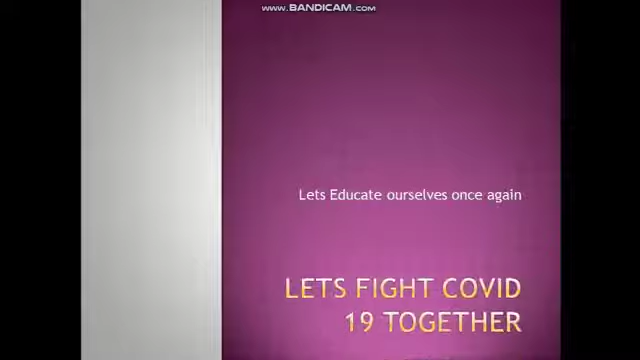 www.BANDICAM.com
Lets Educate ourselves once again
LETS FIGHT COVID
19 TOGETHER